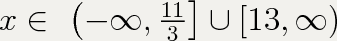 x ∈ (−∞, 11/3] ∪ [13, ∞)